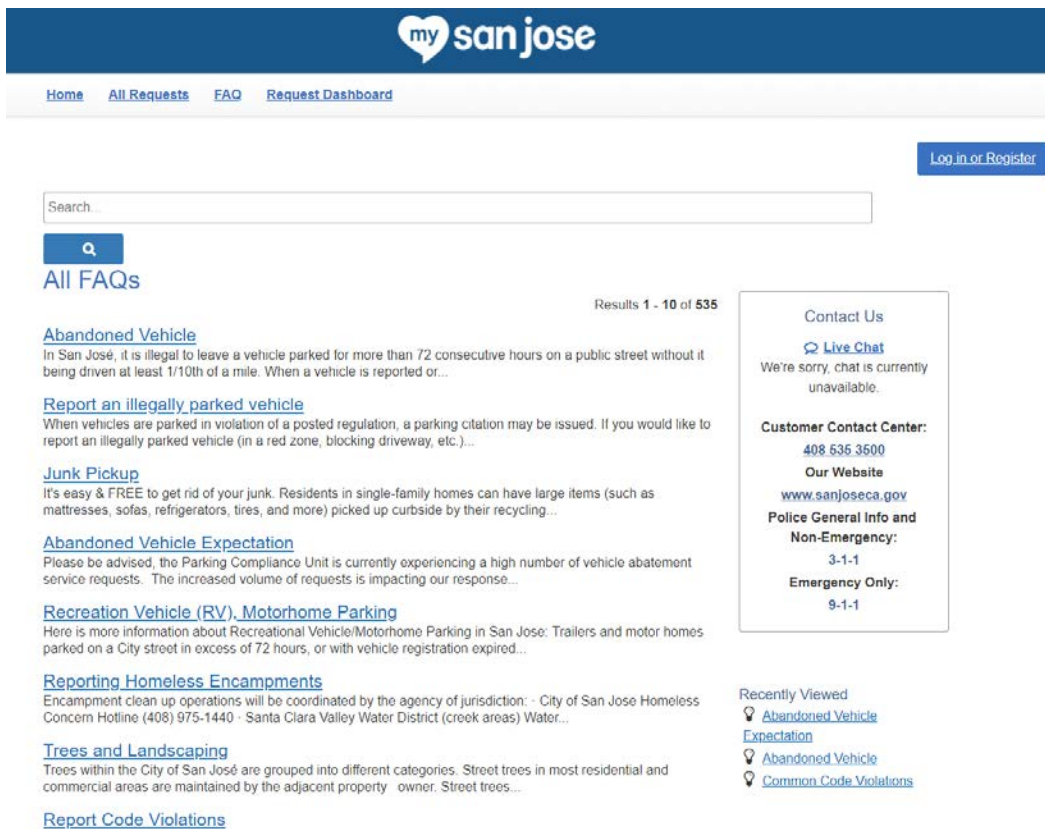 my san jose
Home All Requests FAQ Request Dashboard
Log in or Register
Search...
All FAQs
Results 1 - 10 of 535
Abandoned Vehicle
In San José, it is illegal to leave a vehicle parked for more than 72 consecutive hours on a public street without it
being driven at least 1/10th of a mile. When a vehicle is reported or...
Report an illegally parked vehicle
When vehicles are parked in violation of a posted regulation, a parking citation may be issued. If you would like to
report an illegally parked vehicle (in a red zone, blocking driveway, etc.)...
Junk Pickup
It's easy & FREE to get rid of your junk. Residents in single-family homes can have large items (such as
mattresses, sofas, refrigerators, tires, and more) picked up curbside by their recycling...
Abandoned Vehicle Expectation
Please be advised, the Parking Compliance Unit is currently experiencing a high number of vehicle abatement
service requests. The increased volume of requests is impacting our response...
Recreation Vehicle (RV), Motorhome Parking
Here is more information about Recreational Vehicle/Motorhome Parking in San Jose: Trailers and motor homes
parked on a City street in excess of 72 hours, or with vehicle registration expired...
Reporting Homeless Encampments
Encampment clean up operations will be coordinated by the agency of jurisdiction: · City of San Jose Homeless
Concern Hotline (408) 975-1440 · Santa Clara Valley Water District (creek areas) Water...
Trees and Landscaping
Trees within the City of San José are grouped into different categories. Street trees in most residential and
commercial areas are maintained by the adjacent property owner. Street trees...
Report Code Violations
Contact Us
Live Chat
We're sorry, chat is currently
unavailable.
Customer Contact Center:
408 535 3500
Our Website
www.sanjoseca.gov
Police General Info and
Non-Emergency:
3-1-1
Emergency Only:
9-1-1
Recently Viewed
Abandoned Vehicle
Expectation
Abandoned Vehicle
Common Code Violations